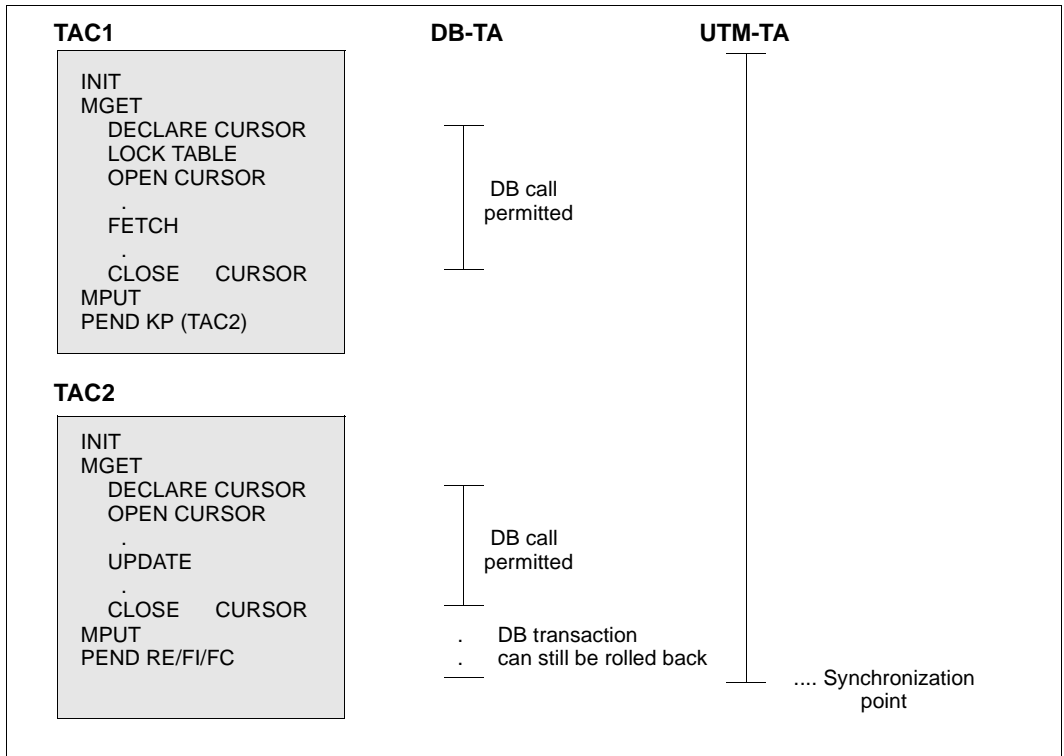 TAC1 DB-TA UTM-TA
INIT
MGET
DECLARE CURSOR
LOCK TABLE
OPEN CURSOR
.
FETCH
.
CLOSE CURSOR
MPUT
PEND KP (TAC2)
DB call
permitted
TAC2
INIT
MGET
DECLARE CURSOR
OPEN CURSOR
.
UPDATE
.
CLOSE CURSOR
MPUT
PEND RE/FI/FC
DB call
permitted
. DB transaction
. can still be rolled back
.... Synchronization
point